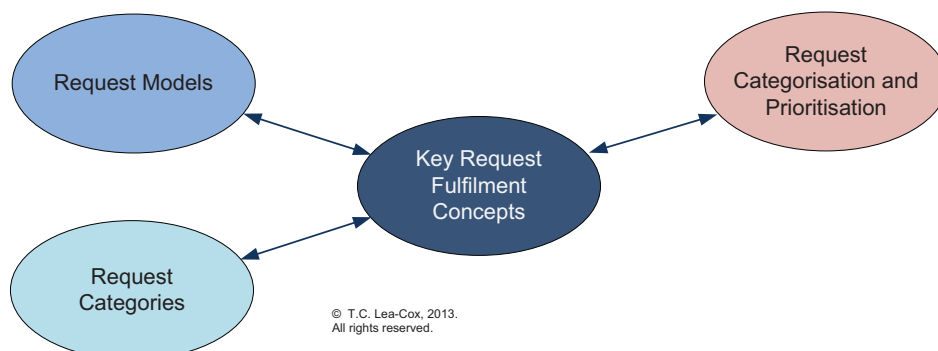 Request Models
Request
Categorisation and
Prioritisation
Key Request
Fulfilment
Concepts
Request
Categories
© T.C. Lea-Cox, 2013.
All rights reserved.